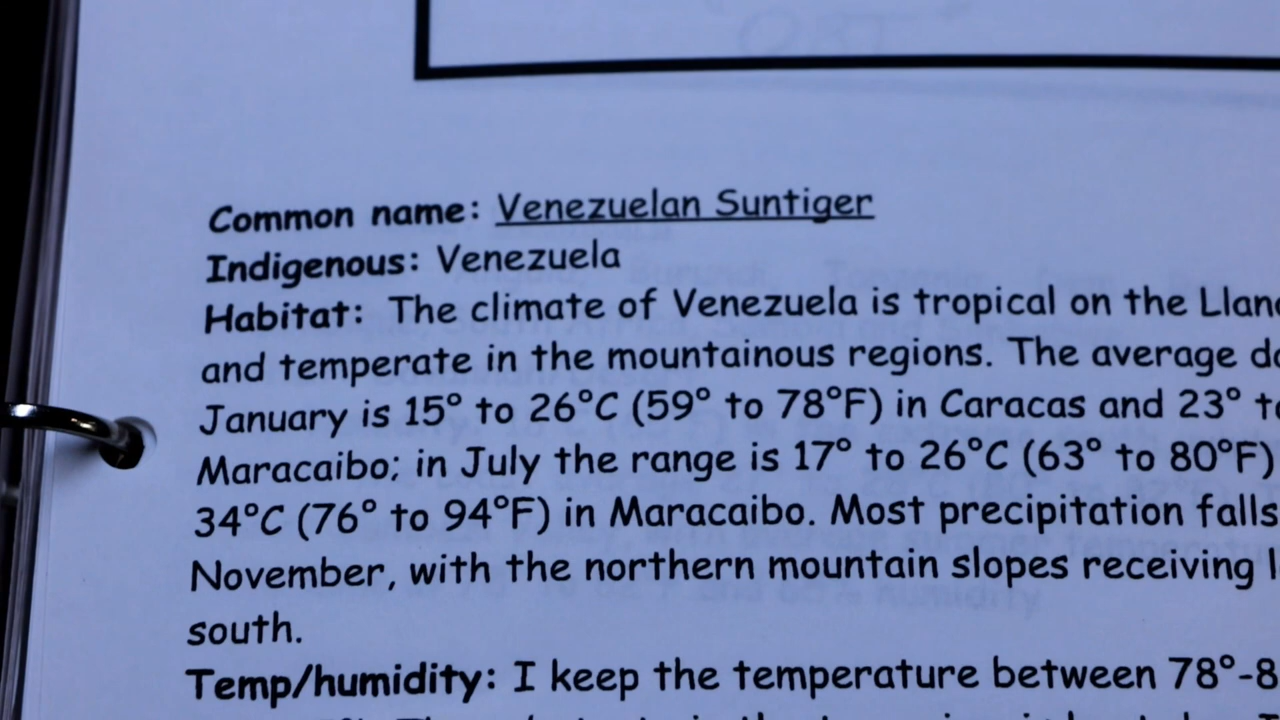 Common name: Venezuelan Suntiger
Indigenous: Venezuela
Habitat: The climate of Venezuela is tropical on the
and temperate in the mountainous regions. The average
January is 15° to 26°C (59° to 78°F) in Caracas and 23°
Maracaibo; in July the range is 17° to 26°C (63° to 80°F)
34°C (76° to 94°F) in Maracaibo. Most precipitation falls
November, with the northern mountain slopes receiving
south.
Temp/humidity: I keep the temperature between 78°-8